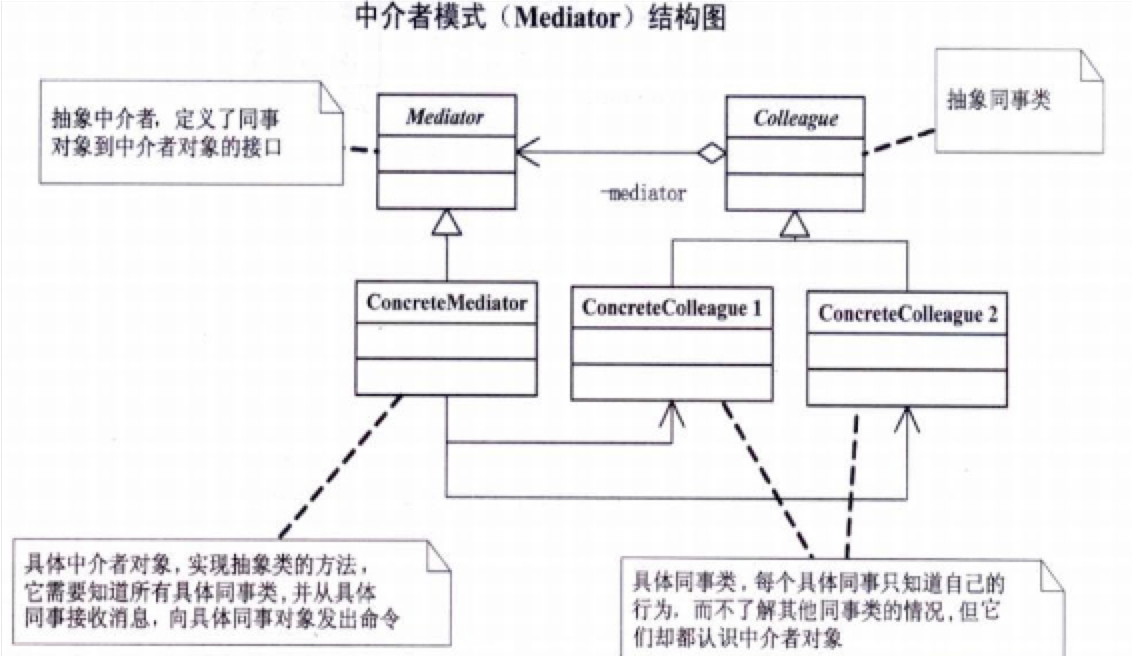 中介者模式（Mediator）结构图
抽象中介者，定义了同事
对象到中介者对象的接口
Mediator
Colleague
抽象同事类
-mediator
ConcreteMediator
ConcreteColleague 1
ConcreteColleague 2
具体中介者对象，实现抽象类的方法，
它需要知道所有具体同事类，并从具体
同事接收消息，向具体同事对象发出命令
具体同事类，每个具体同事只知道自己的
行为，而不了解其他同事类的情况，但它
们却都认识中介者对象